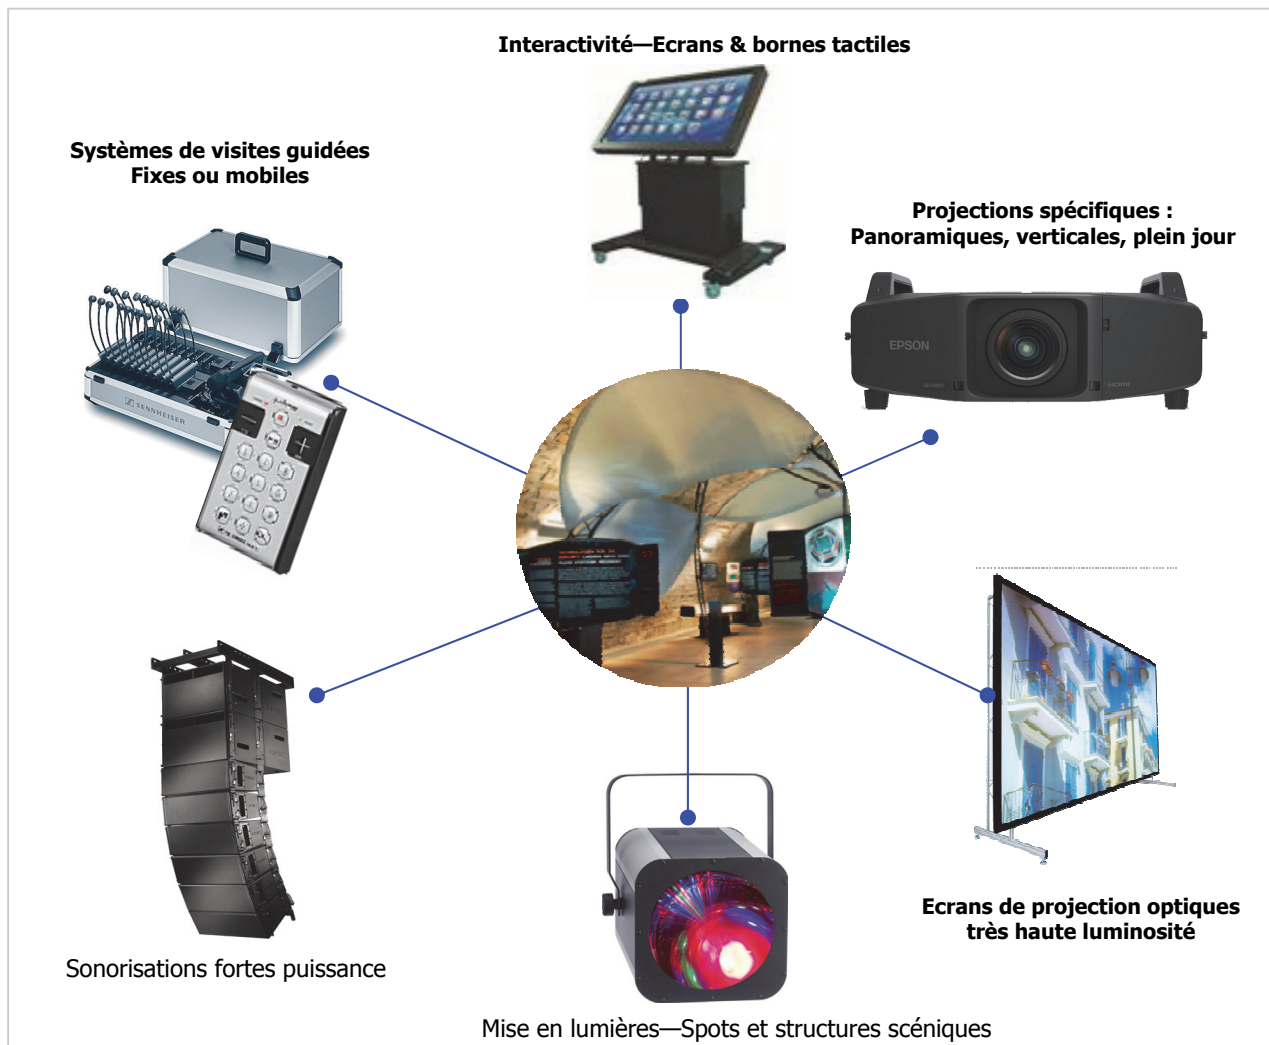 Interactivité—Ecrans & bornes tactiles
Systèmes de visites guidées
Fixes ou mobiles
Projections spécifiques :
Panoramiques, verticales, plein jour
EPSON
HDMI
SENNHEISER
Ecrans de projection optiques
très haute luminosité
Sonorisations fortes puissance
Mise en lumières—Spots et structures scéniques